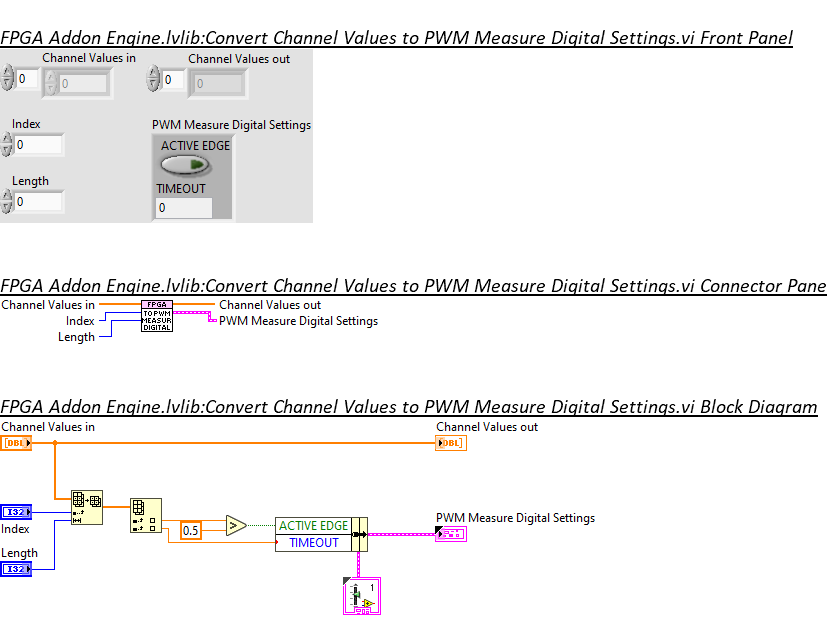 FPGA Addon Engine.lvlib:Convert Channel Values to PWM Measure Digital Settings.vi Front Panel
Channel Values in
Channel Values out
0
0
0
0
Index
0
PWM Measure Digital Settings
ACTIVE EDGE
Length
0
TIMEOUT
0
FPGA Addon Engine.lvlib:Convert Channel Values to PWM Measure Digital Settings.vi Connector Pane
Channel Values in
FPGA
TO PWM
MEASUR
DIGITAL
Channel Values out
Index
PWM Measure Digital Settings
Length
FPGA Addon Engine.lvlib:Convert Channel Values to PWM Measure Digital Settings.vi Block Diagram
Channel Values in
Channel Values out
[DBL]
DBL]
I32
Index
0.5
>
ACTIVE EDGE
TIMEOUT
PWM Measure Digital Settings
Length
I32
1